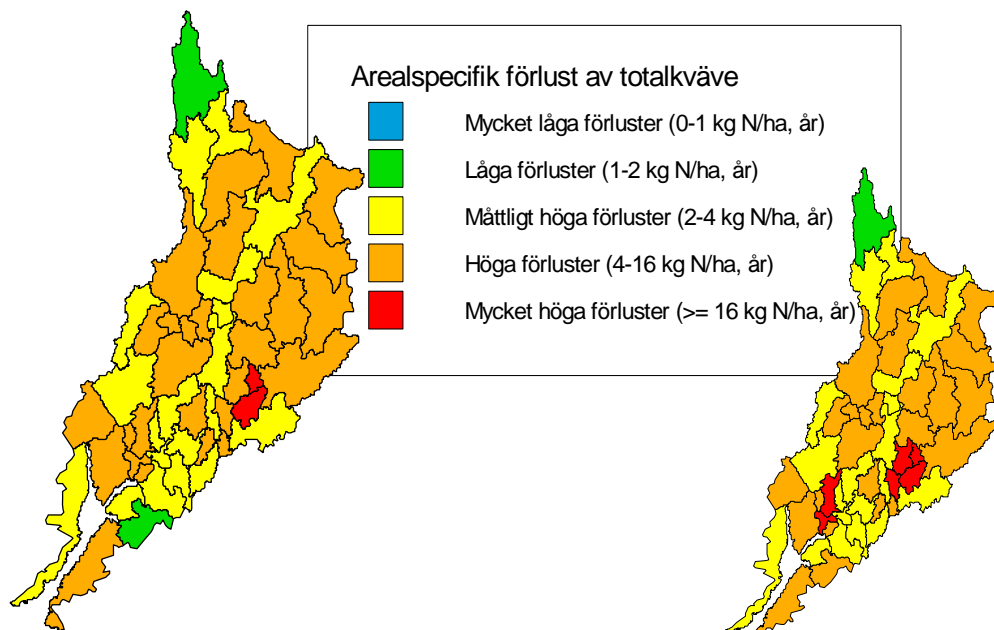 Arealspecifik förlust av totalkväve
Mycket låga förluster (0-1 kg N/ha, år)
Låga förluster (1-2 kg N/ha, år)
Måttligt höga förluster (2-4 kg N/ha, år)
Höga förluster (4-16 kg N/ha, år)
Mycket höga förluster (>= 16 kg N/ha, år)